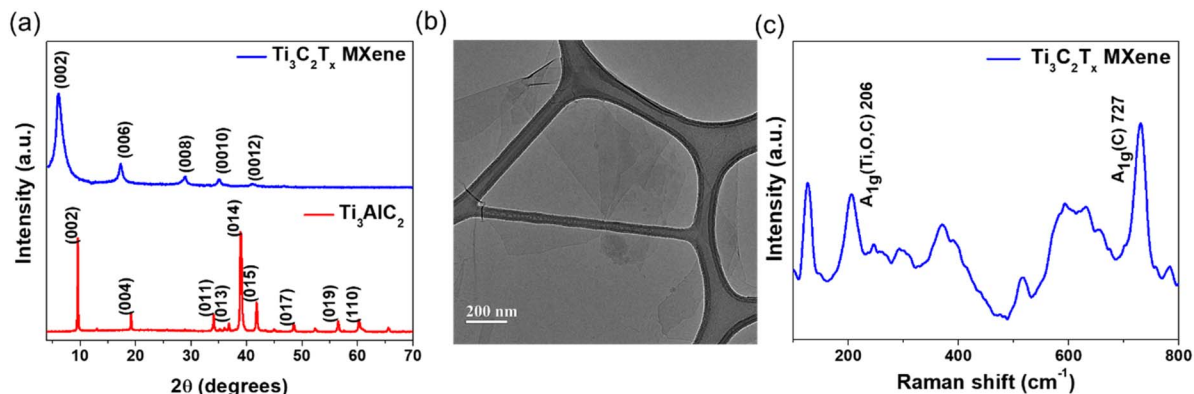 (a)
Ti₃C₂Tₓ MXene
(002)
(006)
(008)
(0010)
(0012)
Ti₃AlC₂
(002)
(004)
(011)
(013)
(014)
(015)
(017)
(019)
(110)
Intensity (a.u.)
10 20 30 40 50 60 70
2θ (degrees)
(b)
200 nm
(c)
Ti₃C₂Tₓ MXene
A₁g(Ti,O,C) 206
A₁g(C) 727
Intensity (a.u.)
200 400 600 800
Raman shift (cm⁻¹)